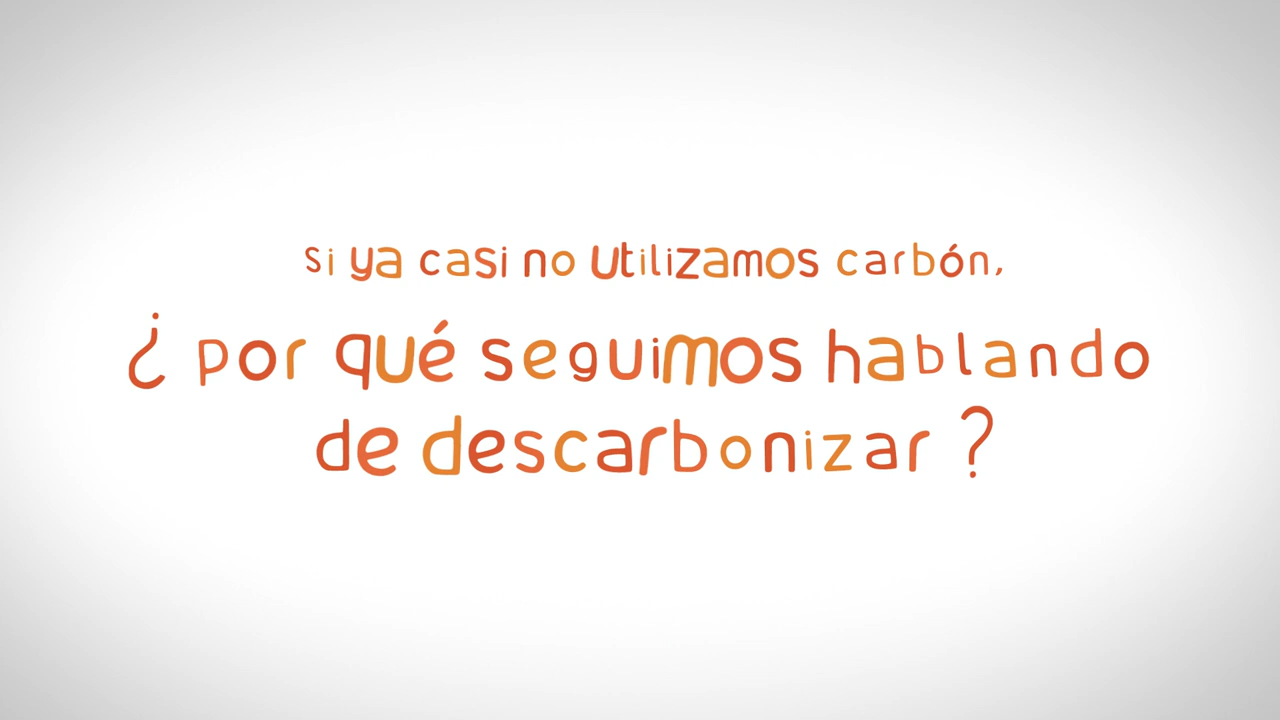 Si ya casi no utilizamos carbón,
¿por qué seguimos hablando
de descarbonizar?